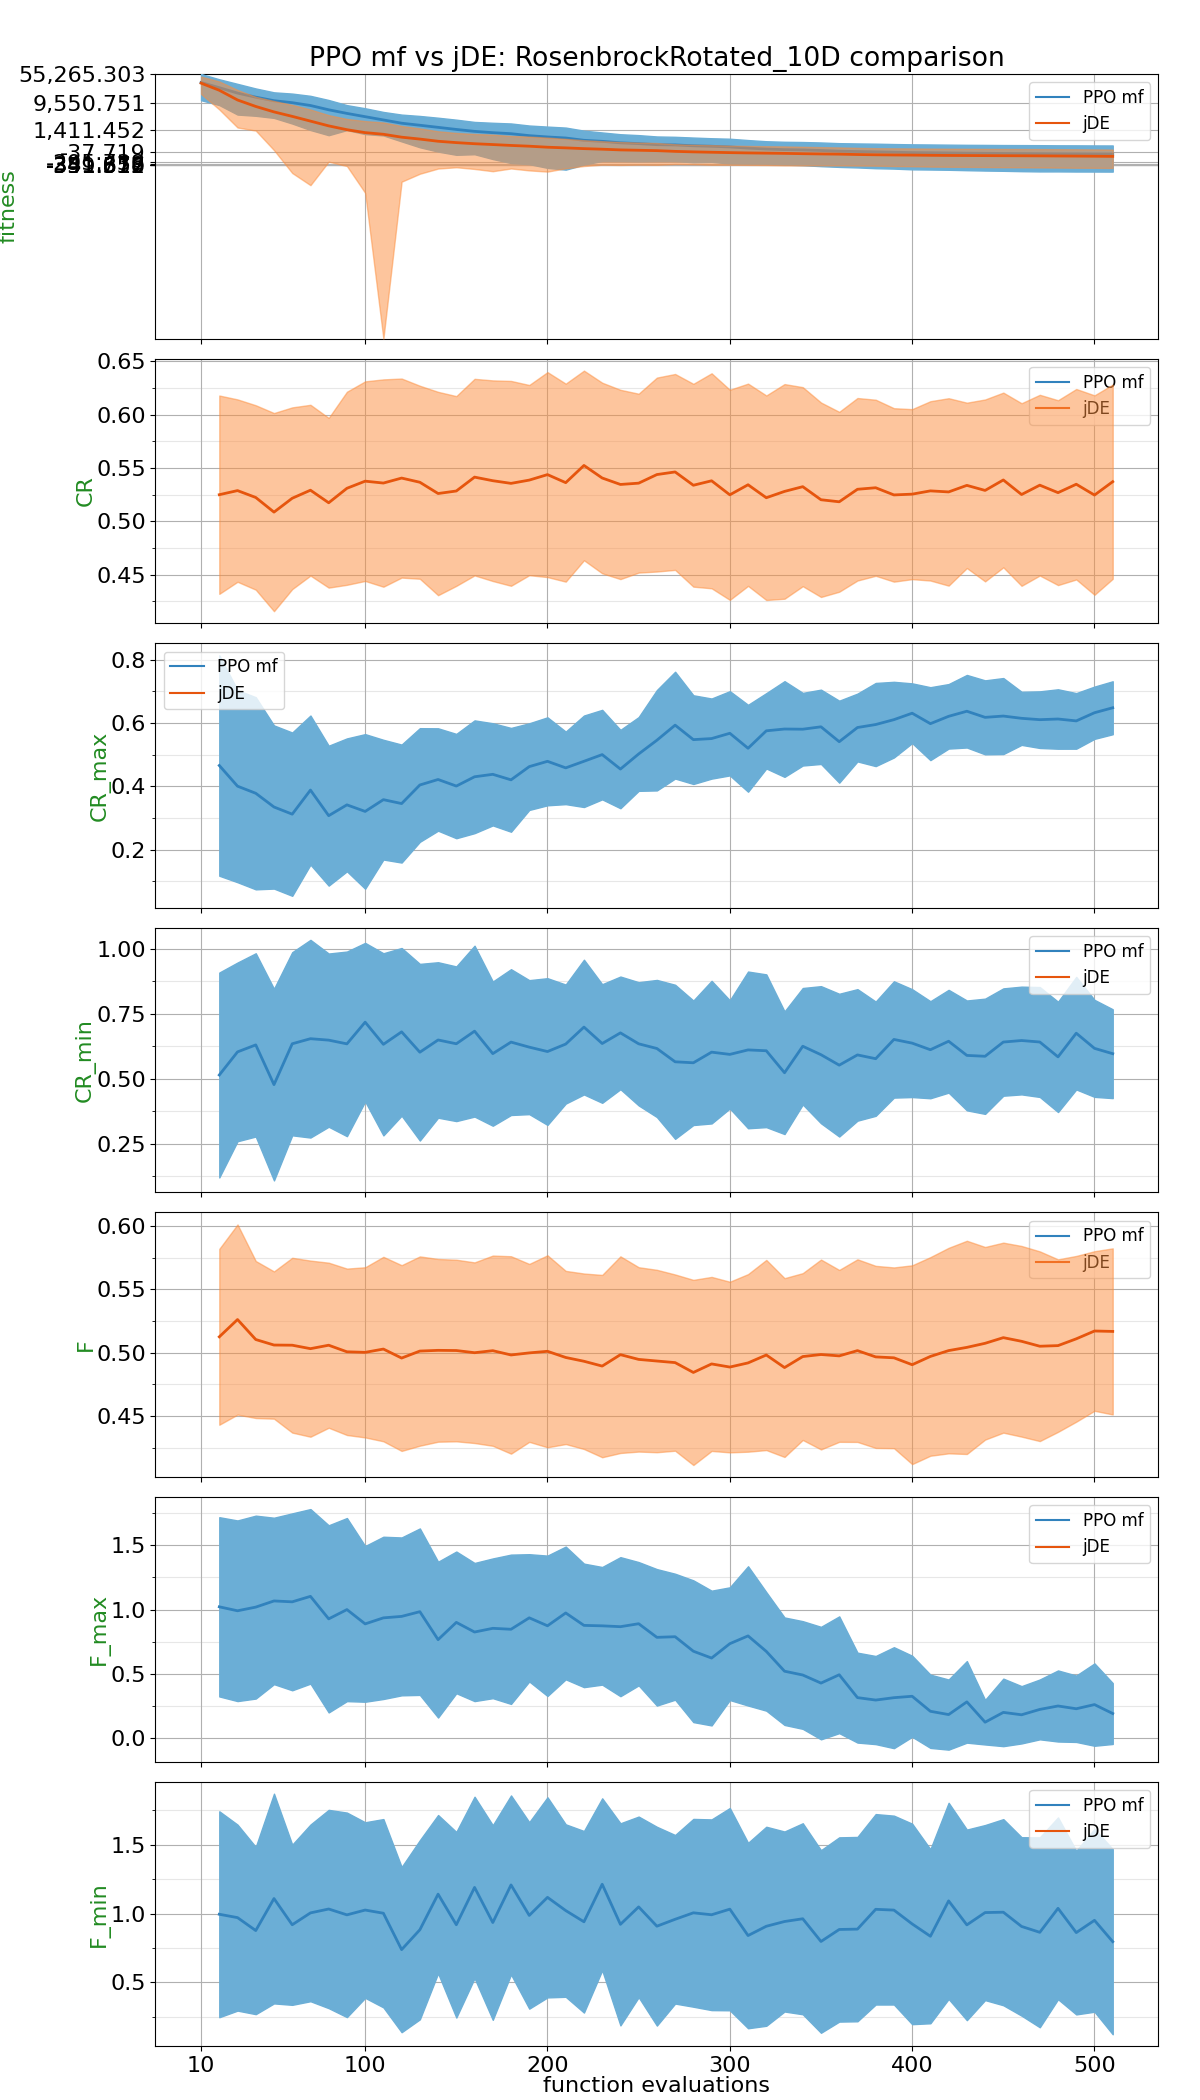 PPO mf vs jDE: RosenbrockRotated_10D comparison
55,265.303
9,550.751
1,411.452
-37.719
fitness
PPO mf
jDE
0.65
0.60
0.55
0.50
0.45
CR
PPO mf
jDE
0.8
0.6
0.4
0.2
CR_max
PPO mf
jDE
1.00
0.75
0.50
0.25
CR_min
PPO mf
jDE
0.60
0.55
0.50
0.45
F
PPO mf
jDE
1.5
1.0
0.5
0.0
F_max
PPO mf
jDE
1.5
1.0
0.5
F_min
PPO mf
jDE
10 100 200 300 400 500
function evaluations